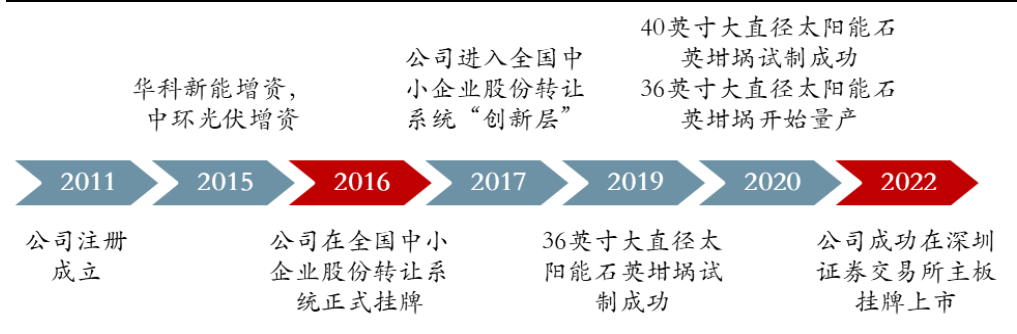 华科新能增资，
中环光伏增资
公司进入全国中
小企业股份转让
系统“创新层”
40英寸大直径太阳能石
英坩埚试制成功
36英寸大直径太阳能石
英坩埚开始量产
2011
2015
2016
2017
2019
2020
2022
公司注册
成立
公司在全国中小
企业股份转让系
统正式挂牌
36英寸大直径太
阳能石英坩埚试
制成功
公司成功在深圳
证券交易所主板
挂牌上市